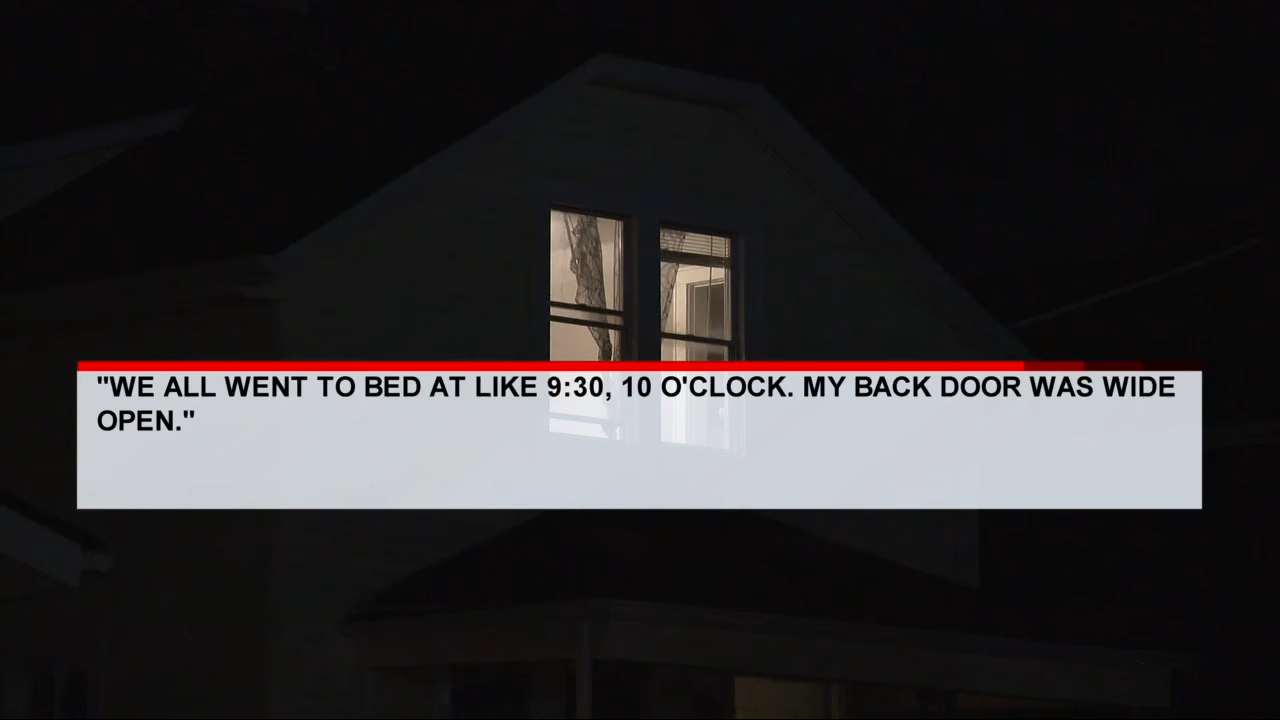 "WE ALL WENT TO BED AT LIKE 9:30, 10 O'CLOCK. MY BACK DOOR WAS WIDE
OPEN."